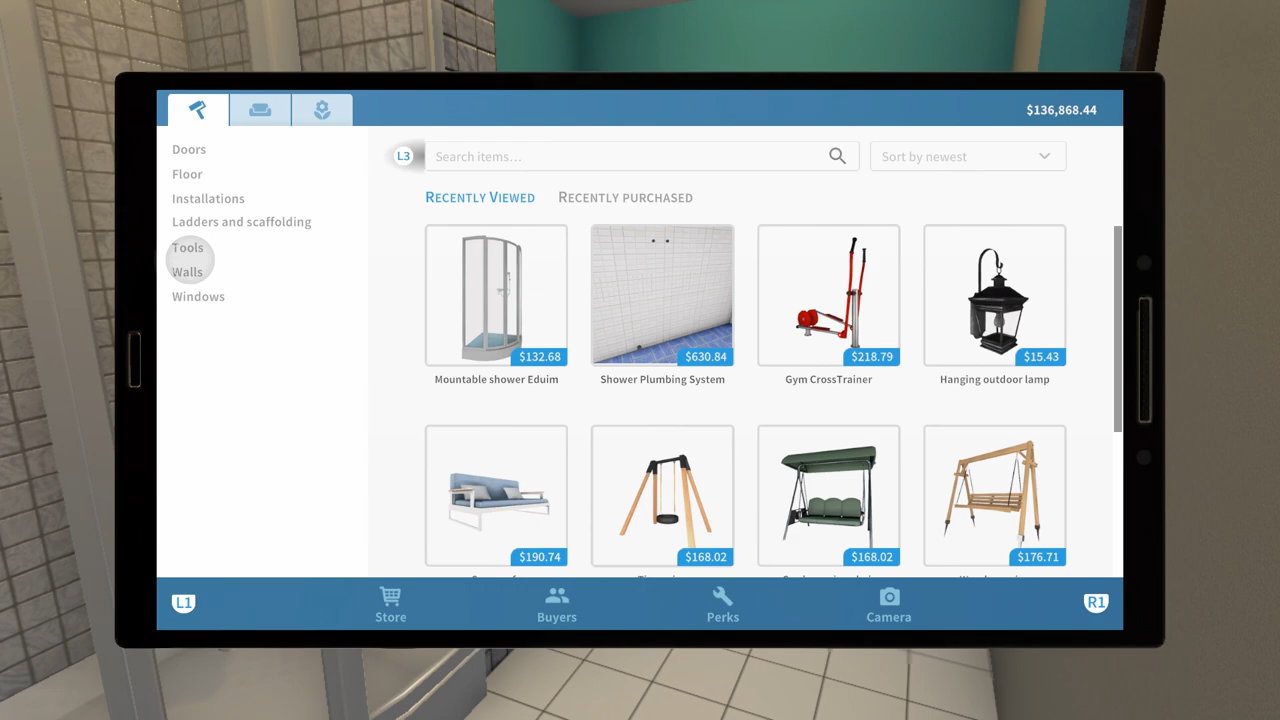 $136,868.44
Doors
Floor
Installations
Ladders and scaffolding
Tools
Walls
Windows
L3
Search items...
Sort by newest
Recently Viewed
Recently purchased
$132.68
$630.84
$218.79
$15.43
Mountable shower Eduim
Shower Plumbing System
Gym CrossTrainer
Hanging outdoor lamp
$190.74
$168.02
$168.02
$176.71
L1
Store
Buyers
Perks
Camera
R1